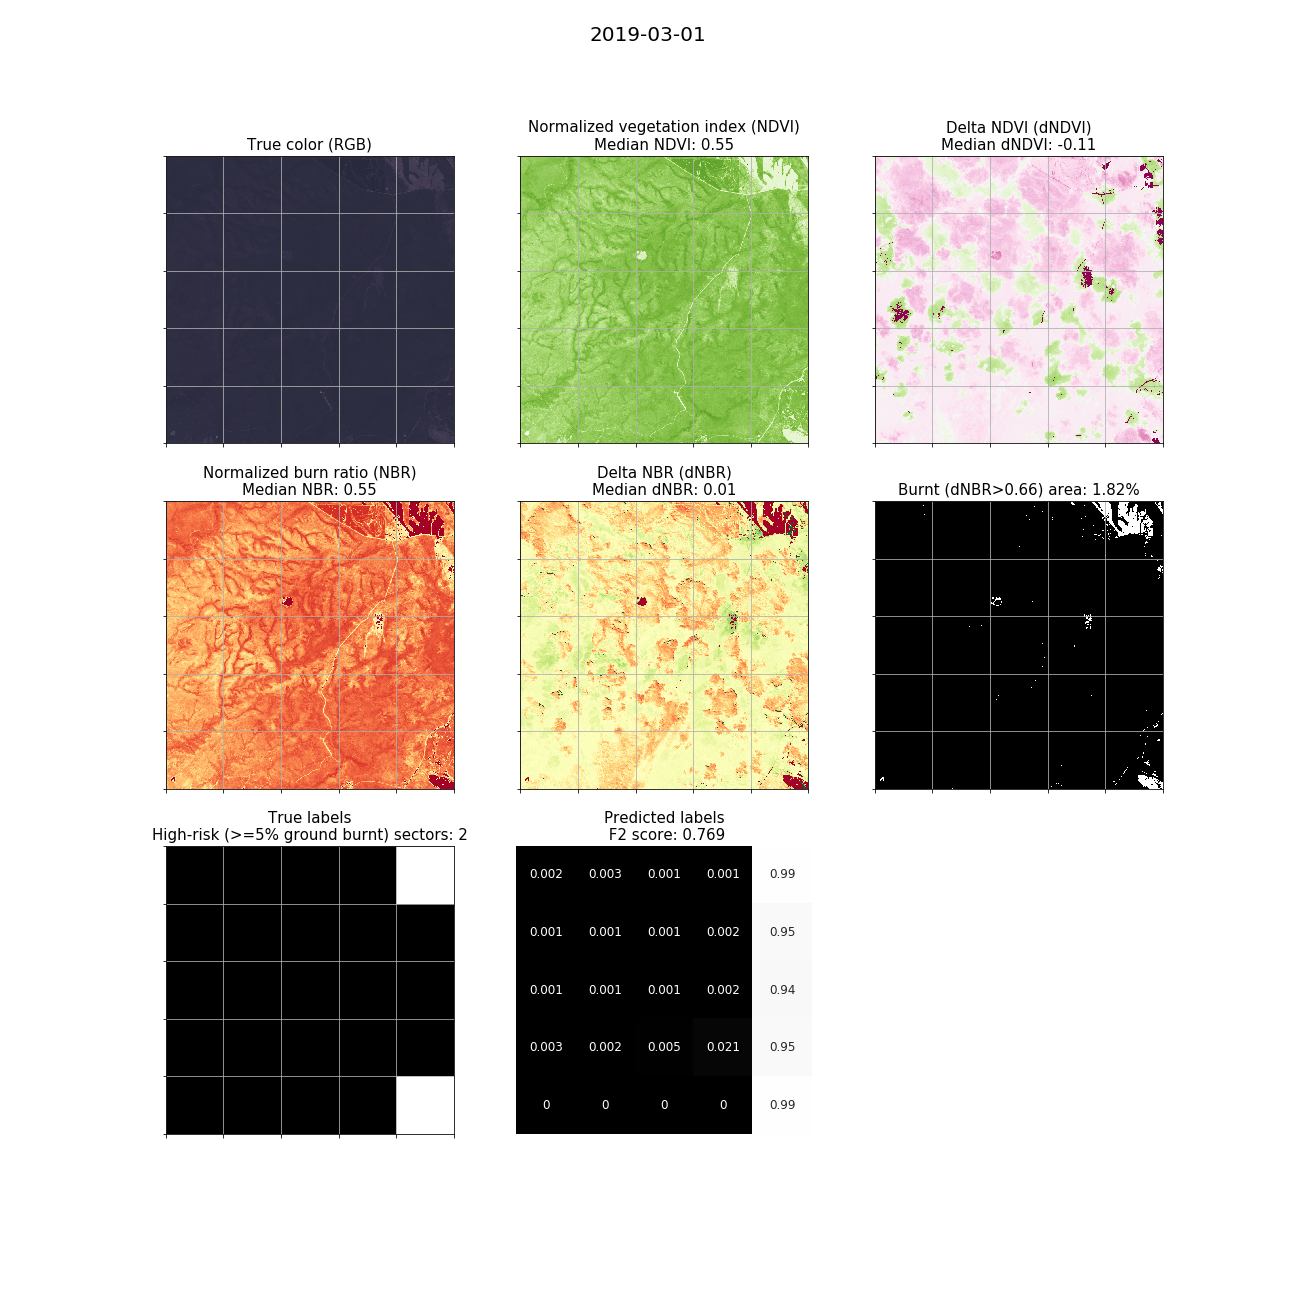 2019-03-01
True color (RGB)
Normalized vegetation index (NDVI)
Median NDVI: 0.55
Delta NDVI (dNDVI)
Median dNDVI: -0.11
Normalized burn ratio (NBR)
Median NBR: 0.55
Delta NBR (dNBR)
Median dNBR: 0.01
Burnt (dNBR>0.66) area: 1.82%
True labels
High-risk (>=5% ground burnt) sectors: 2
Predicted labels
F2 score: 0.769
0.002 0.003 0.001 0.001 0.99
0.001 0.001 0.001 0.002 0.95
0.001 0.001 0.001 0.002 0.94
0.003 0.002 0.005 0.021 0.95
0 0 0 0 0.99